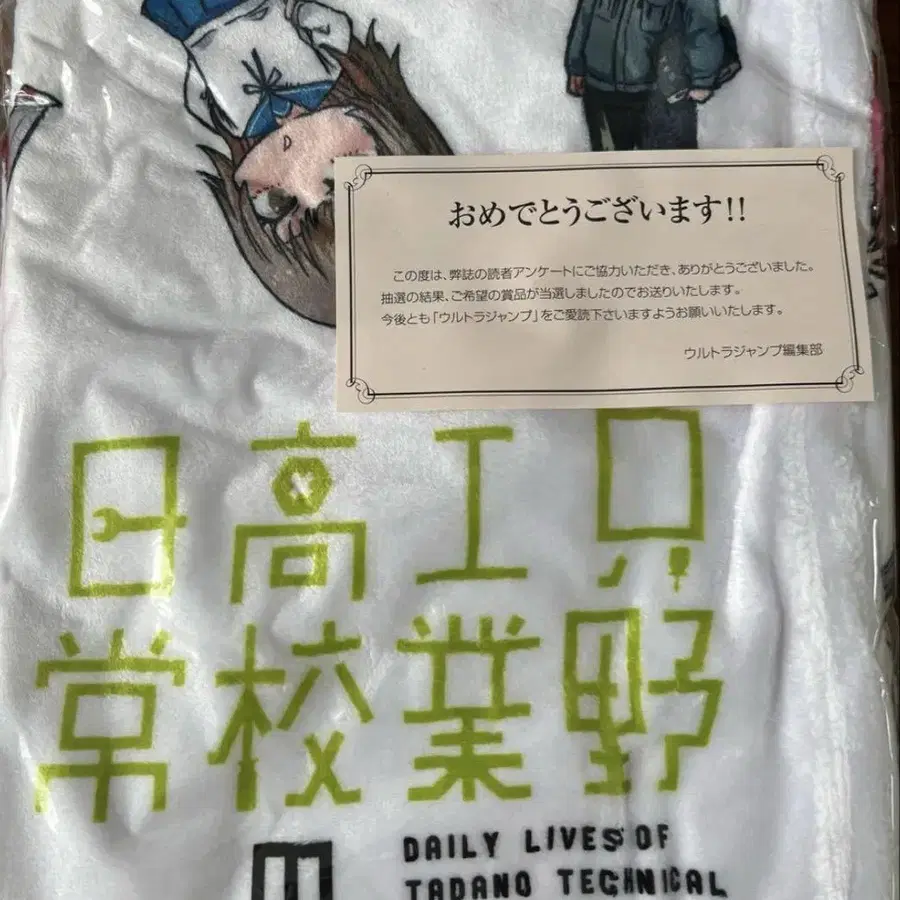 おめでとうございます!!
この度は、弊誌の読者アンケートにご協力いただき、ありがとうございました。
抽選の結果、ご希望の賞品が当選しましたのでお送りいたします。
今後とも「ウルトラジャンプ」をご愛読下さいますようお願いいたします。
ウルトラジャンプ編集部
只野
工業
高校
日常
DAILY LIVES OF
TADANO TECHNICAL